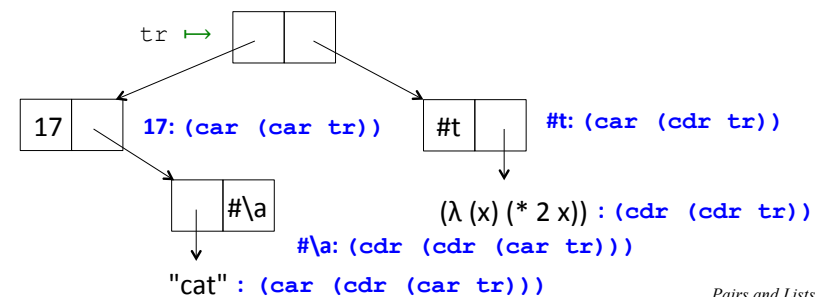 tr ↦
17 17: (car (car tr)) #t #t: (car (cdr tr))
#\a (λ (x) (* 2 x)) : (cdr (cdr tr))
#\a: (cdr (cdr (car tr)))
"cat" : (car (cdr (car tr)))
Pairs and Lists